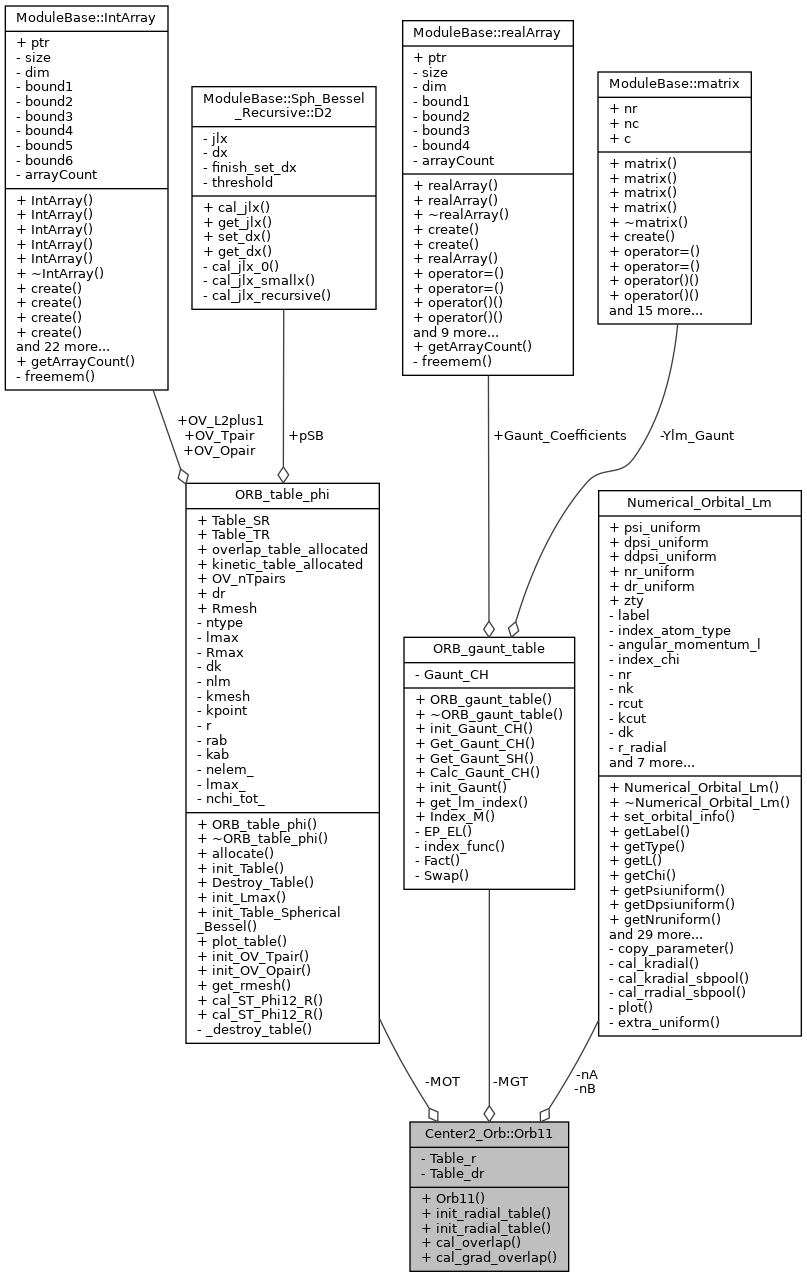 ModuleBase::IntArray
+ ptr
- size
- dim
- bound1
- bound2
- bound3
- bound4
- bound5
- bound6
- arrayCount
+ IntArray()
+ IntArray()
+ IntArray()
+ IntArray()
+ IntArray()
+ ~IntArray()
+ create()
+ create()
+ create()
+ create()
and 22 more...
+ getArrayCount()
- freemem()
ModuleBase::Sph_Bessel
_Recursive::D2
- jlx
- dx
- finish_set_dx
- threshold
+ cal_jlx()
+ get_jlx()
+ set_dx()
+ get_dx()
- cal_jlx_0()
- cal_jlx_smallx()
- cal_jlx_recursive()
ModuleBase::realArray
+ ptr
- size
- dim
- bound1
- bound2
- bound3
- bound4
- arrayCount
+ realArray()
+ realArray()
+ ~realArray()
+ create()
+ create()
+ realArray()
+ operator=()
+ operator=()
+ operator()()
+ operator()()
and 9 more...
+ getArrayCount()
- freemem()
ModuleBase::matrix
+ nr
+ nc
+ c
+ matrix()
+ matrix()
+ matrix()
+ matrix()
+ ~matrix()
+ create()
+ operator=()
+ operator=()
+ operator()()
+ operator()()
and 15 more...
+OV_L2plus1
+OV_Tpair
+OV_Opair
+pSB
+Gaunt_Coefficients
-Ylm_Gaunt
ORB_table_phi
+ Table_SR
+ Table_TR
+ overlap_table_allocated
+ kinetic_table_allocated
+ OV_nTpairs
+ dr
+ Rmesh
- ntype
- lmax
- Rmax
- dk
- nlm
- kmesh
- kpoint
- r
- rab
- kab
- nelem_
- lmax_
- nchi_tot_
+ ORB_table_phi()
+ ~ORB_table_phi()
+ allocate()
+ init_Table()
+ Destroy_Table()
+ init_Lmax()
+ init_Table_Spherical
_Bessel()
+ plot_table()
+ init_OV_Tpair()
+ init_OV_Opair()
+ get_rmesh()
+ cal_ST_Phi12_R()
+ cal_ST_Phi12_R()
- _destroy_table()
ORB_gaunt_table
- Gaunt_CH
+ ORB_gaunt_table()
+ ~ORB_gaunt_table()
+ init_Gaunt_CH()
+ Get_Gaunt_CH()
+ Get_Gaunt_SH()
+ Calc_Gaunt_CH()
+ init_Gaunt()
+ get_lm_index()
+ Index_M()
- EP_EL()
- index_func()
- Fact()
- Swap()
Numerical_Orbital_Lm
+ psi_uniform
+ dpsi_uniform
+ ddpsi_uniform
+ nr_uniform
+ dr_uniform
+ zty
- label
- index_atom_type
- angular_momentum_l
- index_chi
- nr
- nk
- rcut
- kcut
- dk
- r_radial
and 7 more...
+ Numerical_Orbital_Lm()
+ ~Numerical_Orbital_Lm()
+ set_orbital_info()
+ getLabel()
+ getType()
+ getL()
+ getChi()
+ getPsiuniform()
+ getDpsiuniform()
+ getNruniform()
and 29 more...
- copy_parameter()
- cal_kradial()
- cal_kradial_sbpool()
- cal_rradial_sbpool()
- plot()
- extra_uniform()
-MOT
-MGT
-nA
-nB
Center2_Orb::Orb11
- Table_r
- Table_dr
+ Orb11()
+ init_radial_table()
+ init_radial_table()
+ cal_overlap()
+ cal_grad_overlap()